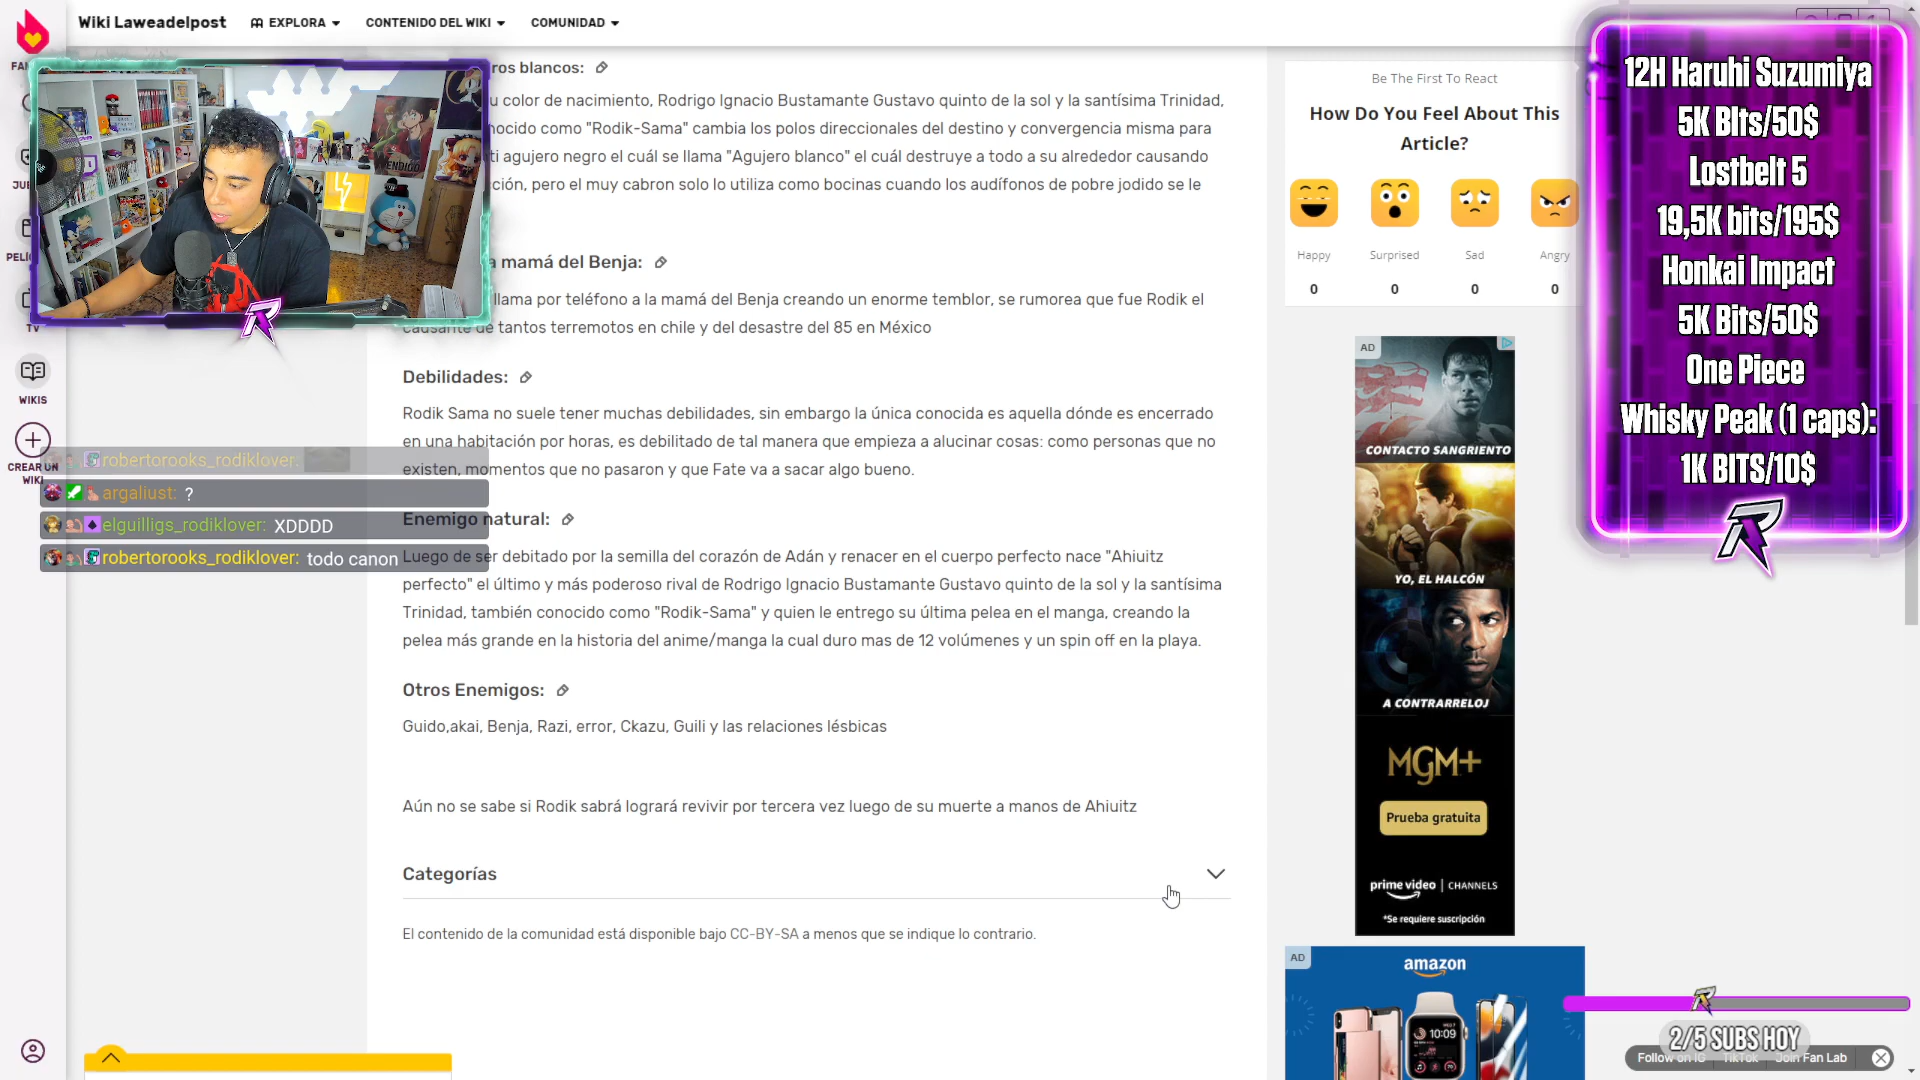 Wiki Laweadelpost
EXPLORA
CONTENIDO DEL WIKI
COMUNIDAD
FAN
ros blancos:
u color de nacimiento, Rodrigo Ignacio Bustamante Gustavo quinto de la sol y la santísima Trinidad,
nocido como "Rodik-Sama" cambia los polos direccionales del destino y convergencia misma para
ti agujero negro el cuál se llama "Agujero blanco" el cuál destruye a todo a su alrededor causando
ción, pero el muy cabron solo lo utiliza como bocinas cuando los audífonos de pobre jodido se le
WENDIGO
JUE
PELÍC
TV
WIKIS
CREAR UN
WIKI
a mamá del Benja:
llama por teléfono a la mamá del Benja creando un enorme temblor, se rumorea que fue Rodik el
causante de tantos terremotos en chile y del desastre del 85 en México
Debilidades:
Rodik Sama no suele tener muchas debilidades, sin embargo la única conocida es aquella dónde es encerrado
en una habitación por horas, es debilitado de tal manera que empieza a alucinar cosas: como personas que no
existen, momentos que no pasaron y que Fate va a sacar algo bueno.
robertorooks_rodiklover:
argaliust: ?
elguilligs_rodiklover: XDDDD
robertorooks_rodiklover: todo canon
Enemigo natural:
Luego de ser debitado por la semilla del corazón de Adán y renacer en el cuerpo perfecto nace "Ahiuitz
perfecto" el último y más poderoso rival de Rodrigo Ignacio Bustamante Gustavo quinto de la sol y la santísima
Trinidad, también conocido como "Rodik-Sama" y quien le entrego su última pelea en el manga, creando la
pelea más grande en la historia del anime/manga la cual duro mas de 12 volúmenes y un spin off en la playa.
Otros Enemigos:
Guido,akai, Benja, Razi, error, Ckazu, Guili y las relaciones lésbicas
Aún no se sabe si Rodik sabrá logrará revivir por tercera vez luego de su muerte a manos de Ahiuitz
Categorías
El contenido de la comunidad está disponible bajo CC-BY-SA a menos que se indique lo contrario.
Be The First To React
How Do You Feel About This
Article?
Happy
Surprised
Sad
Angry
0
0
0
0
AD
CONTACTO SANGRIENTO
YO, EL HALCÓN
A CONTRARRELOJ
MGM+
Prueba gratuita
prime video | CHANNELS
*Se requiere suscripción
AD
amazon
10:09
12H Haruhi Suzumiya
5K BIts/50$
Lostbelt 5
19,5K bits/195$
Honkai Impact
5K Bits/50$
One Piece
Whisky Peak (1 caps):
1K BITS/10$
2/5 SUBS HOY
Follow on IG
TikTok
Join Fan Lab